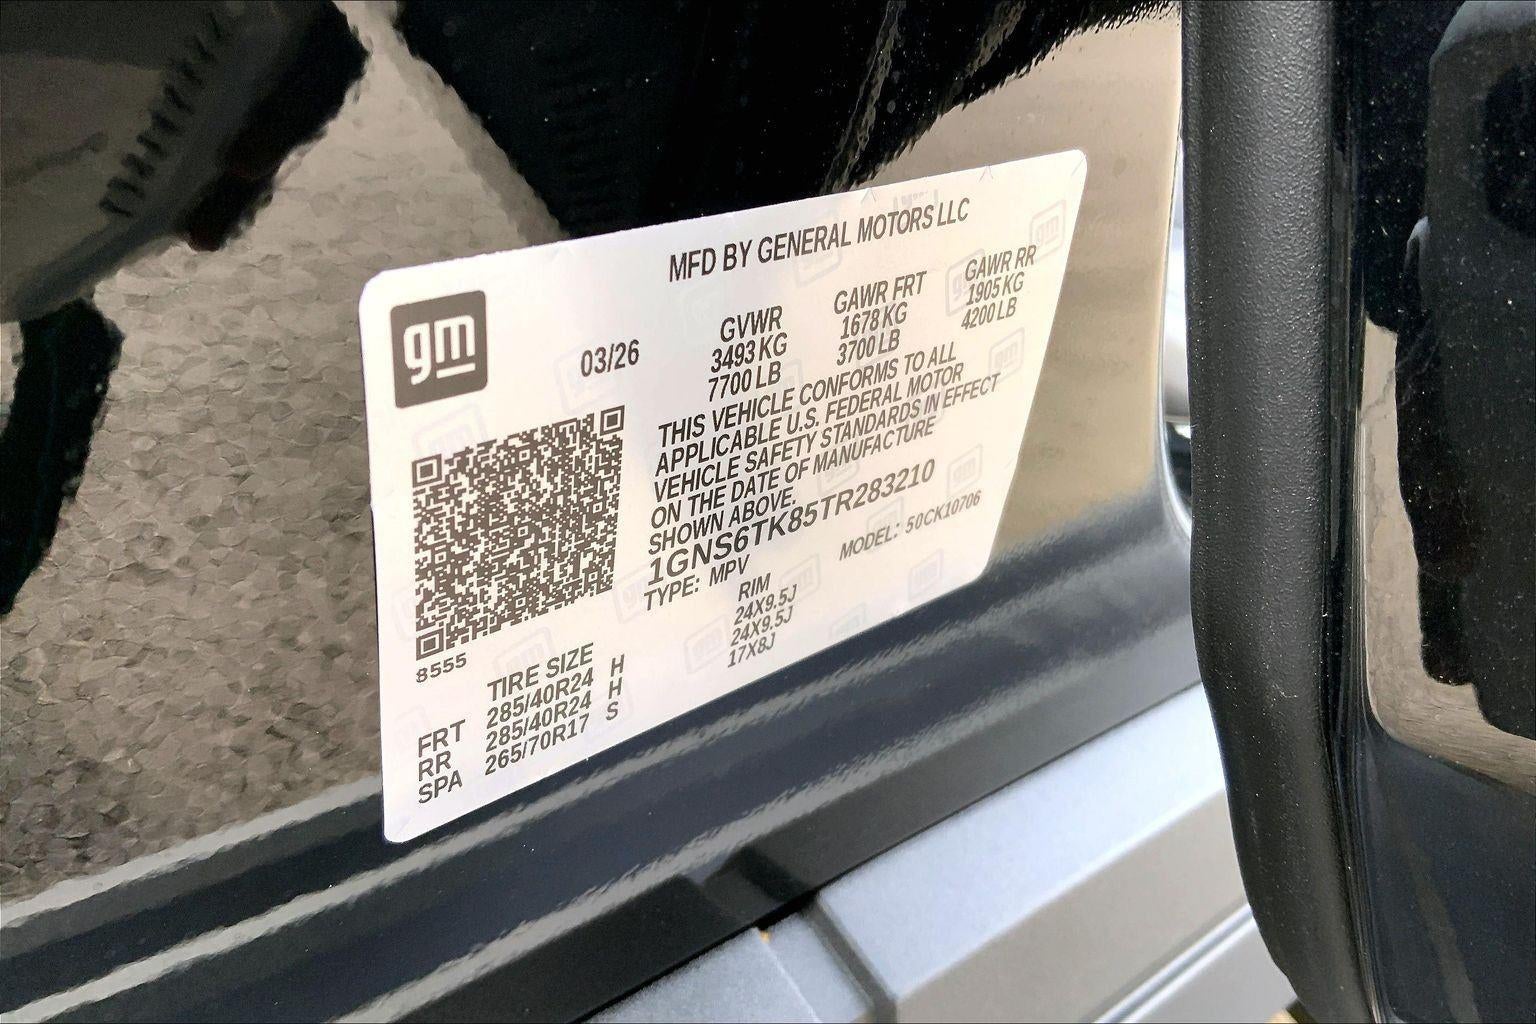 MFD BY GENERAL MOTORS LLC
gm
03/26
GVWR
3493 KG
7700 LB
GAWR FRT
1678 KG
3700 LB
GAWR RR
1905 KG
4200 LB
THIS VEHICLE CONFORMS TO ALL
APPLICABLE U.S. FEDERAL MOTOR
VEHICLE SAFETY STANDARDS IN EFFECT
ON THE DATE OF MANUFACTURE
SHOWN ABOVE.
1GNS6TK85TR283210
TYPE: MPV
MODEL: 50CK10706
8555
TIRE SIZE RIM
FRT 285/40R24 H 24X9.5J
RR 285/40R24 H 24X9.5J
SPA 265/70R17 S 17X8J